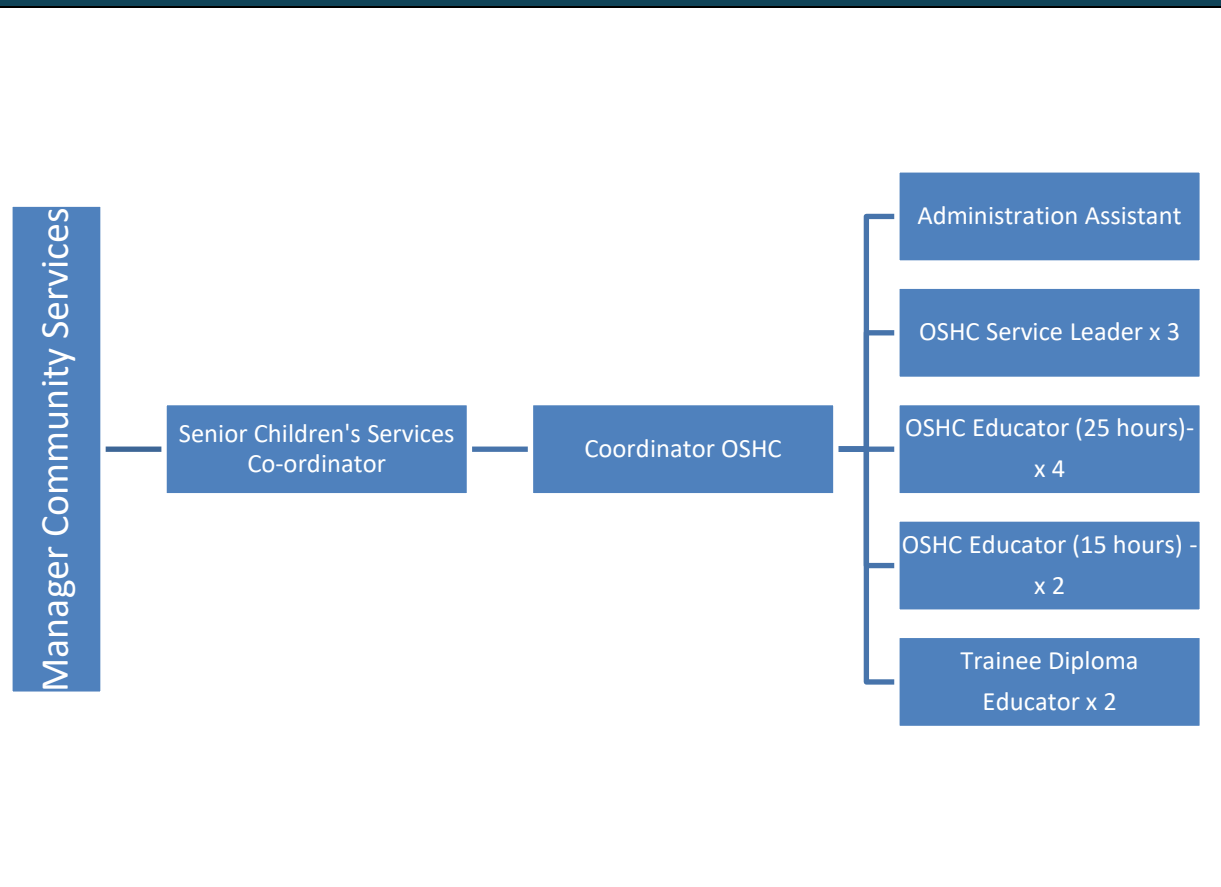 Manager Community Services
Senior Children's Services
Co-ordinator
Coordinator OSHC
Administration Assistant
OSHC Service Leader x 3
OSHC Educator (25 hours)-
x 4
OSHC Educator (15 hours) -
x 2
Trainee Diploma
Educator x 2